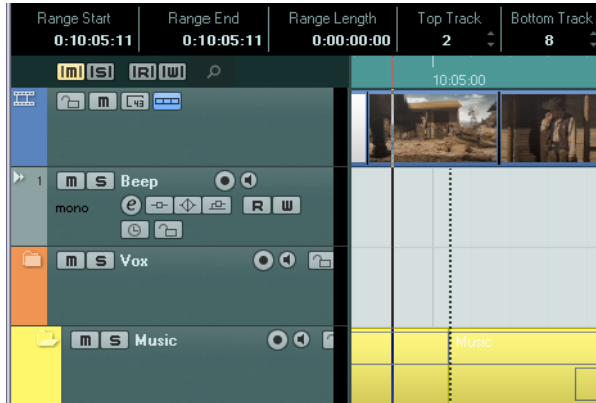 Range Start Range End Range Length Top Track Bottom Track
0:10:05:11 0:10:05:11 0:00:00:00 2 8
m S R W
10:05:00
m 43
1 m S Beep
mono e R W
m S Vox
m S Music
Music